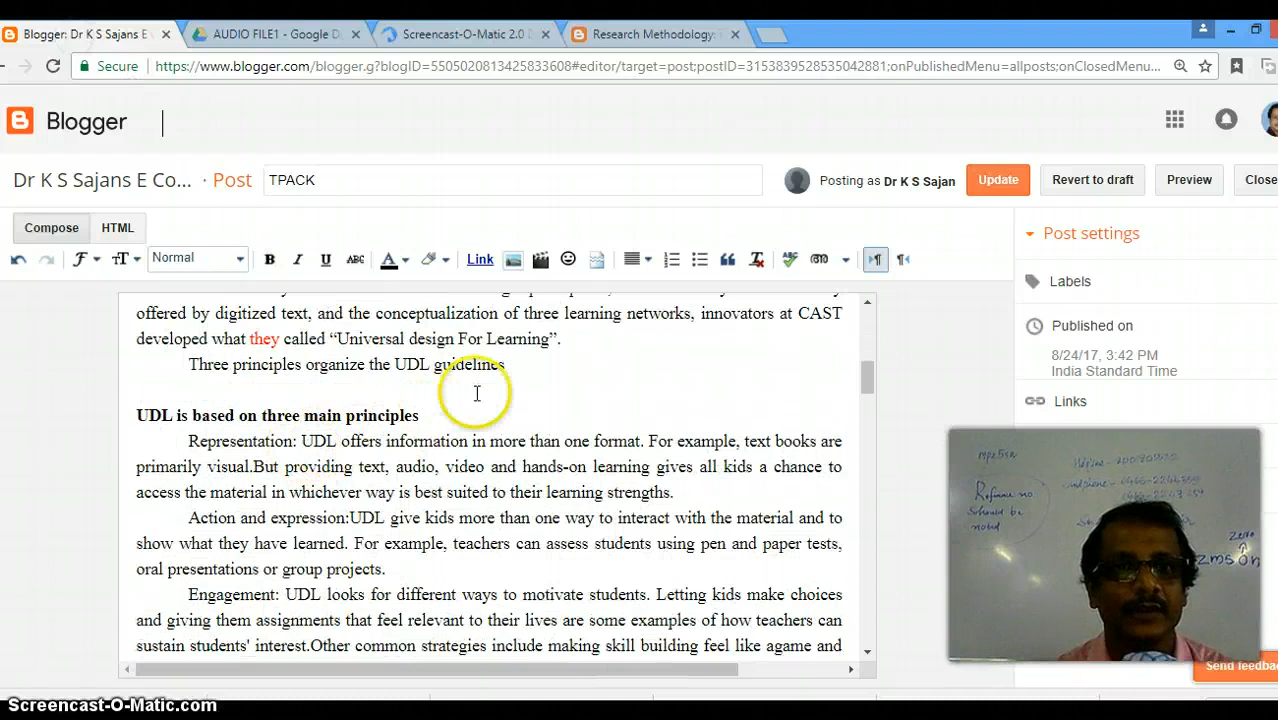 Blogger: Dr K S Sajans E
AUDIO FILE1 - Google D
Screencast-O-Matic 2.0
Research Methodology:
Secure
https://www.blogger.com/blogger.g?blogID=5505020813425833608#editor/target=post;postID=3153839528535042881;onPublishedMenu=allposts;onClosedMenu...
Blogger
Dr K S Sajans E Co... · Post
TPACK
Posting as Dr K S Sajan
Update
Revert to draft
Preview
Close
Compose
HTML
Post settings
Normal
Link
Labels
offered by digitized text, and the conceptualization of three learning networks, innovators at CAST
developed what they called “Universal design For Learning”.
Three principles organize the UDL guidelines
Published on
8/24/17, 3:42 PM
India Standard Time
Links
UDL is based on three main principles
Representation: UDL offers information in more than one format. For example, text books are
primarily visual.But providing text, audio, video and hands-on learning gives all kids a chance to
access the material in whichever way is best suited to their learning strengths.
Action and expression:UDL give kids more than one way to interact with the material and to
show what they have learned. For example, teachers can assess students using pen and paper tests,
oral presentations or group projects.
Engagement: UDL looks for different ways to motivate students. Letting kids make choices
and giving them assignments that feel relevant to their lives are some examples of how teachers can
sustain students' interest.Other common strategies include making skill building feel like agame and
Should be
noted
zero
Send feedba
Screencast-O-Matic.com